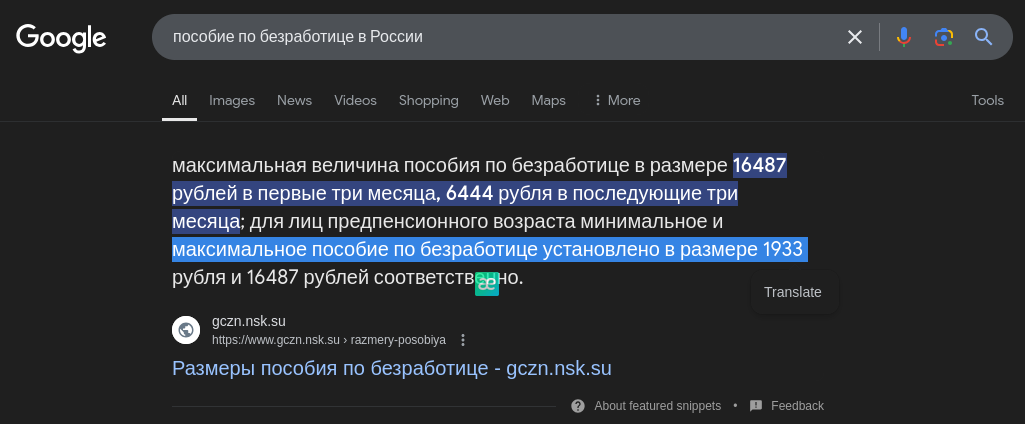 Google
пособие по безработице в России
All Images News Videos Shopping Web Maps More Tools
максимальная величина пособия по безработице в размере 16487
рублей в первые три месяца, 6444 рубля в последующие три
месяца; для лиц предпенсионного возраста минимальное и
максимальное пособие по безработице установлено в размере 1933
рубля и 16487 рублей соответственно.
æ
Translate
gczn.nsk.su
https://www.gczn.nsk.su › razmery-posobiya
Размеры пособия по безработице - gczn.nsk.su
About featured snippets • Feedback